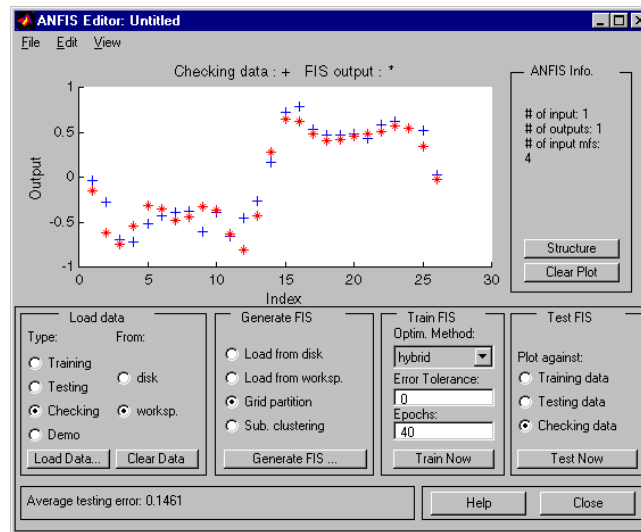 ANFIS Editor: Untitled
File Edit View
Checking data : + FIS output : *
1
0.5
0
-0.5
-1
Output
0 5 10 15 20 25 30
Index
ANFIS Info.
# of input: 1
# of outputs: 1
# of input mfs:
4
Structure
Clear Plot
Load data
Type: From:
Training
Testing
Checking
Demo
disk
worksp.
Load Data... Clear Data
Generate FIS
Load from disk
Load from worksp.
Grid partition
Sub. clustering
Generate FIS ...
Train FIS
Optim. Method:
hybrid
Error Tolerance:
0
Epochs:
40
Train Now
Test FIS
Plot against:
Training data
Testing data
Checking data
Test Now
Average testing error: 0.1461
Help Close